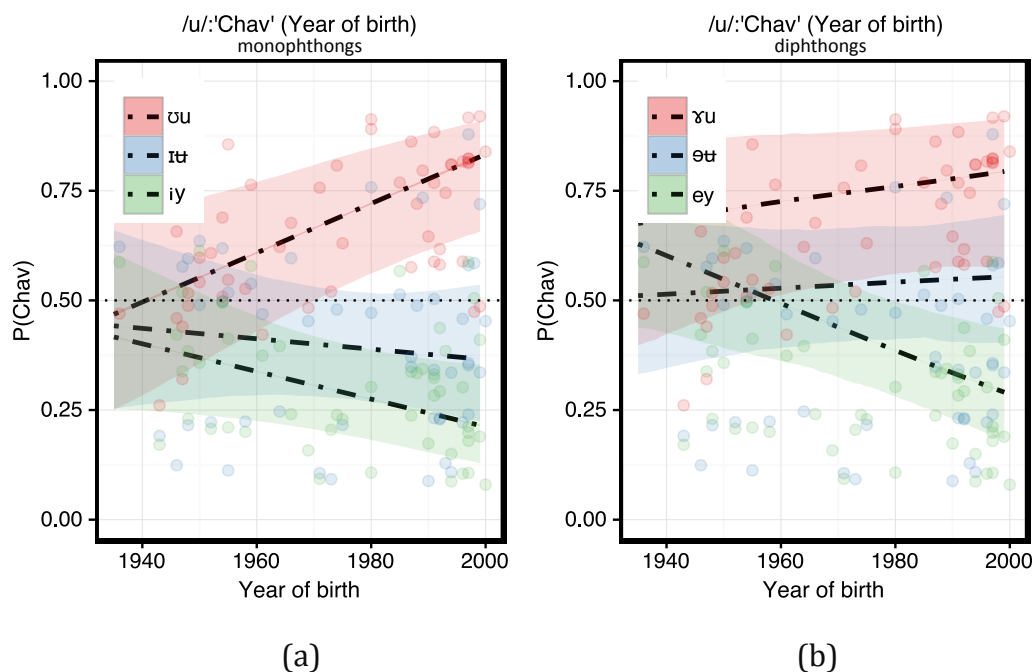 /u/:'Chav' (Year of birth)
monophthongs
P(Chav)
1.00
0.75
0.50
0.25
0.00
ʊu
ɪʉ
iy
1940
1960
1980
2000
Year of birth
(a)
/u/:'Chav' (Year of birth)
diphthongs
P(Chav)
1.00
0.75
0.50
0.25
0.00
ɤu
ɘʉ
ey
1940
1960
1980
2000
Year of birth
(b)